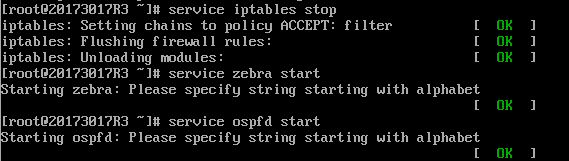 [root@20173017R3 ~]# service iptables stop
iptables: Setting chains to policy ACCEPT: filter [ OK ]
iptables: Flushing firewall rules: [ OK ]
iptables: Unloading modules: [ OK ]
[root@20173017R3 ~]# service zebra start
Starting zebra: Please specify string starting with alphabet
[ OK ]
[root@20173017R3 ~]# service ospfd start
Starting ospfd: Please specify string starting with alphabet
[ OK ]